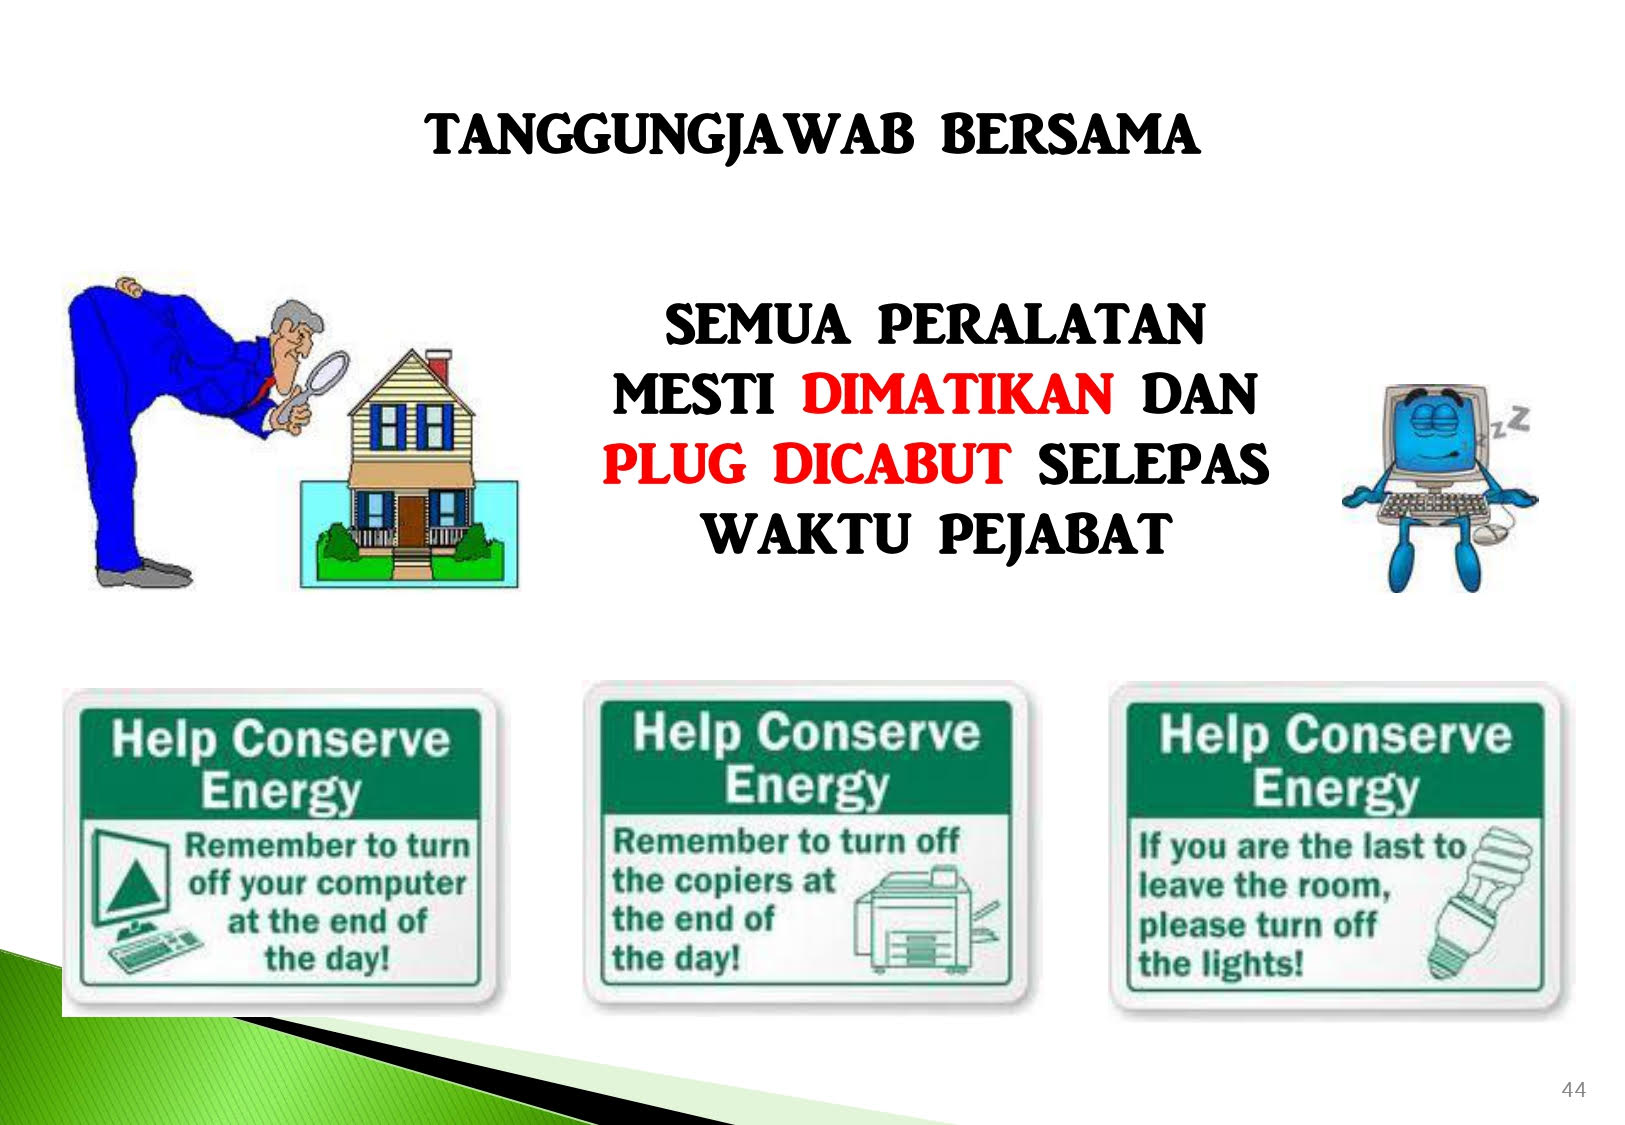 TANGGUNGJAWAB BERSAMA
SEMUA PERALATAN
MESTI DIMATIKAN DAN
PLUG DICABUT SELEPAS
WAKTU PEJABAT
z z Z
Help Conserve
Energy
Remember to turn
off your computer
at the end of
the day!
Help Conserve
Energy
Remember to turn off
the copiers at
the end of
the day!
Help Conserve
Energy
If you are the last to
leave the room,
please turn off
the lights!
44